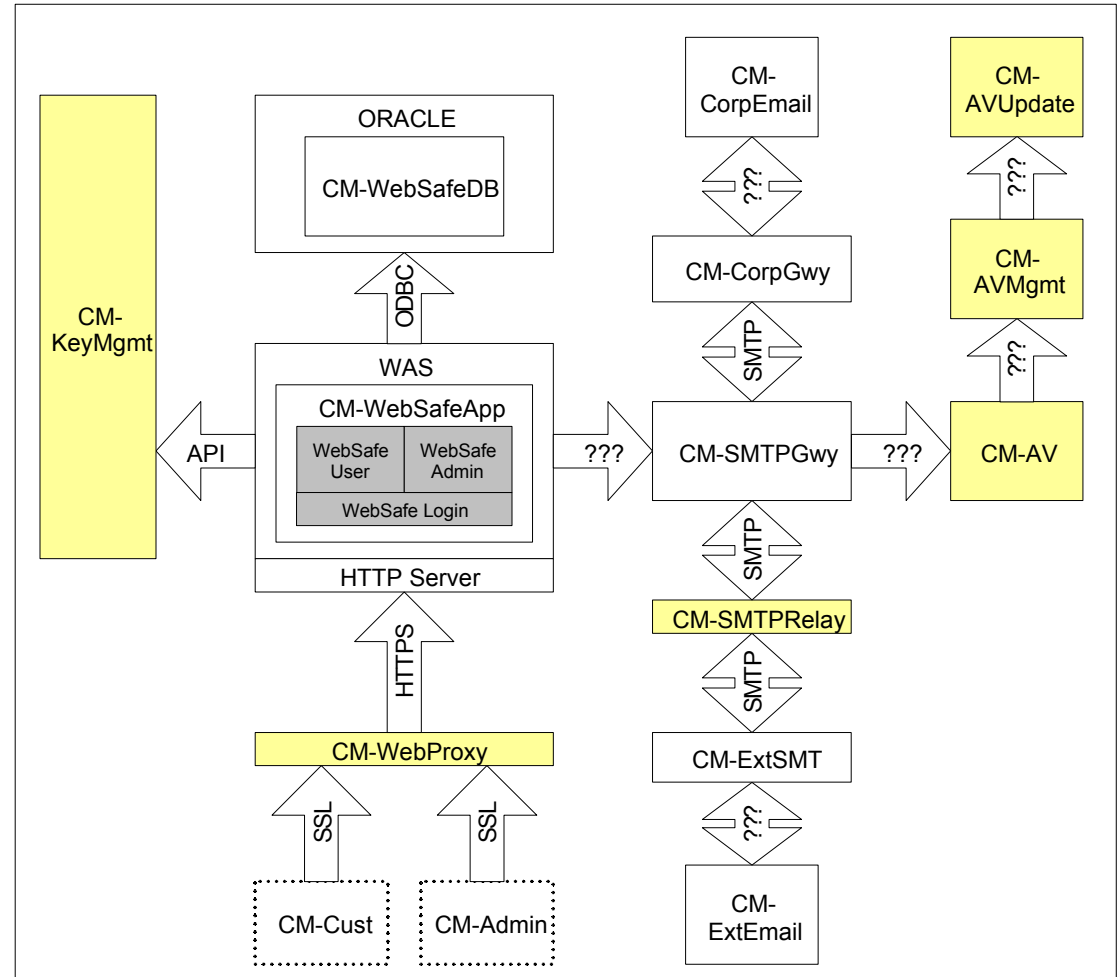 CM-
CorpEmail
CM-
AVUpdate
ORACLE
CM-WebSafeDB
???
???
CM-
KeyMgmt
CM-CorpGwy
CM-
AVMgmt
ODBC
SMTP
???
WAS
CM-WebSafeApp
WebSafe
User
WebSafe
Admin
WebSafe Login
API
???
CM-SMTPGwy
???
CM-AV
HTTP Server
SMTP
CM-SMTPRelay
HTTPS
SMTP
CM-WebProxy
CM-ExtSMT
SSL
SSL
???
CM-Cust
CM-Admin
CM-
ExtEmail